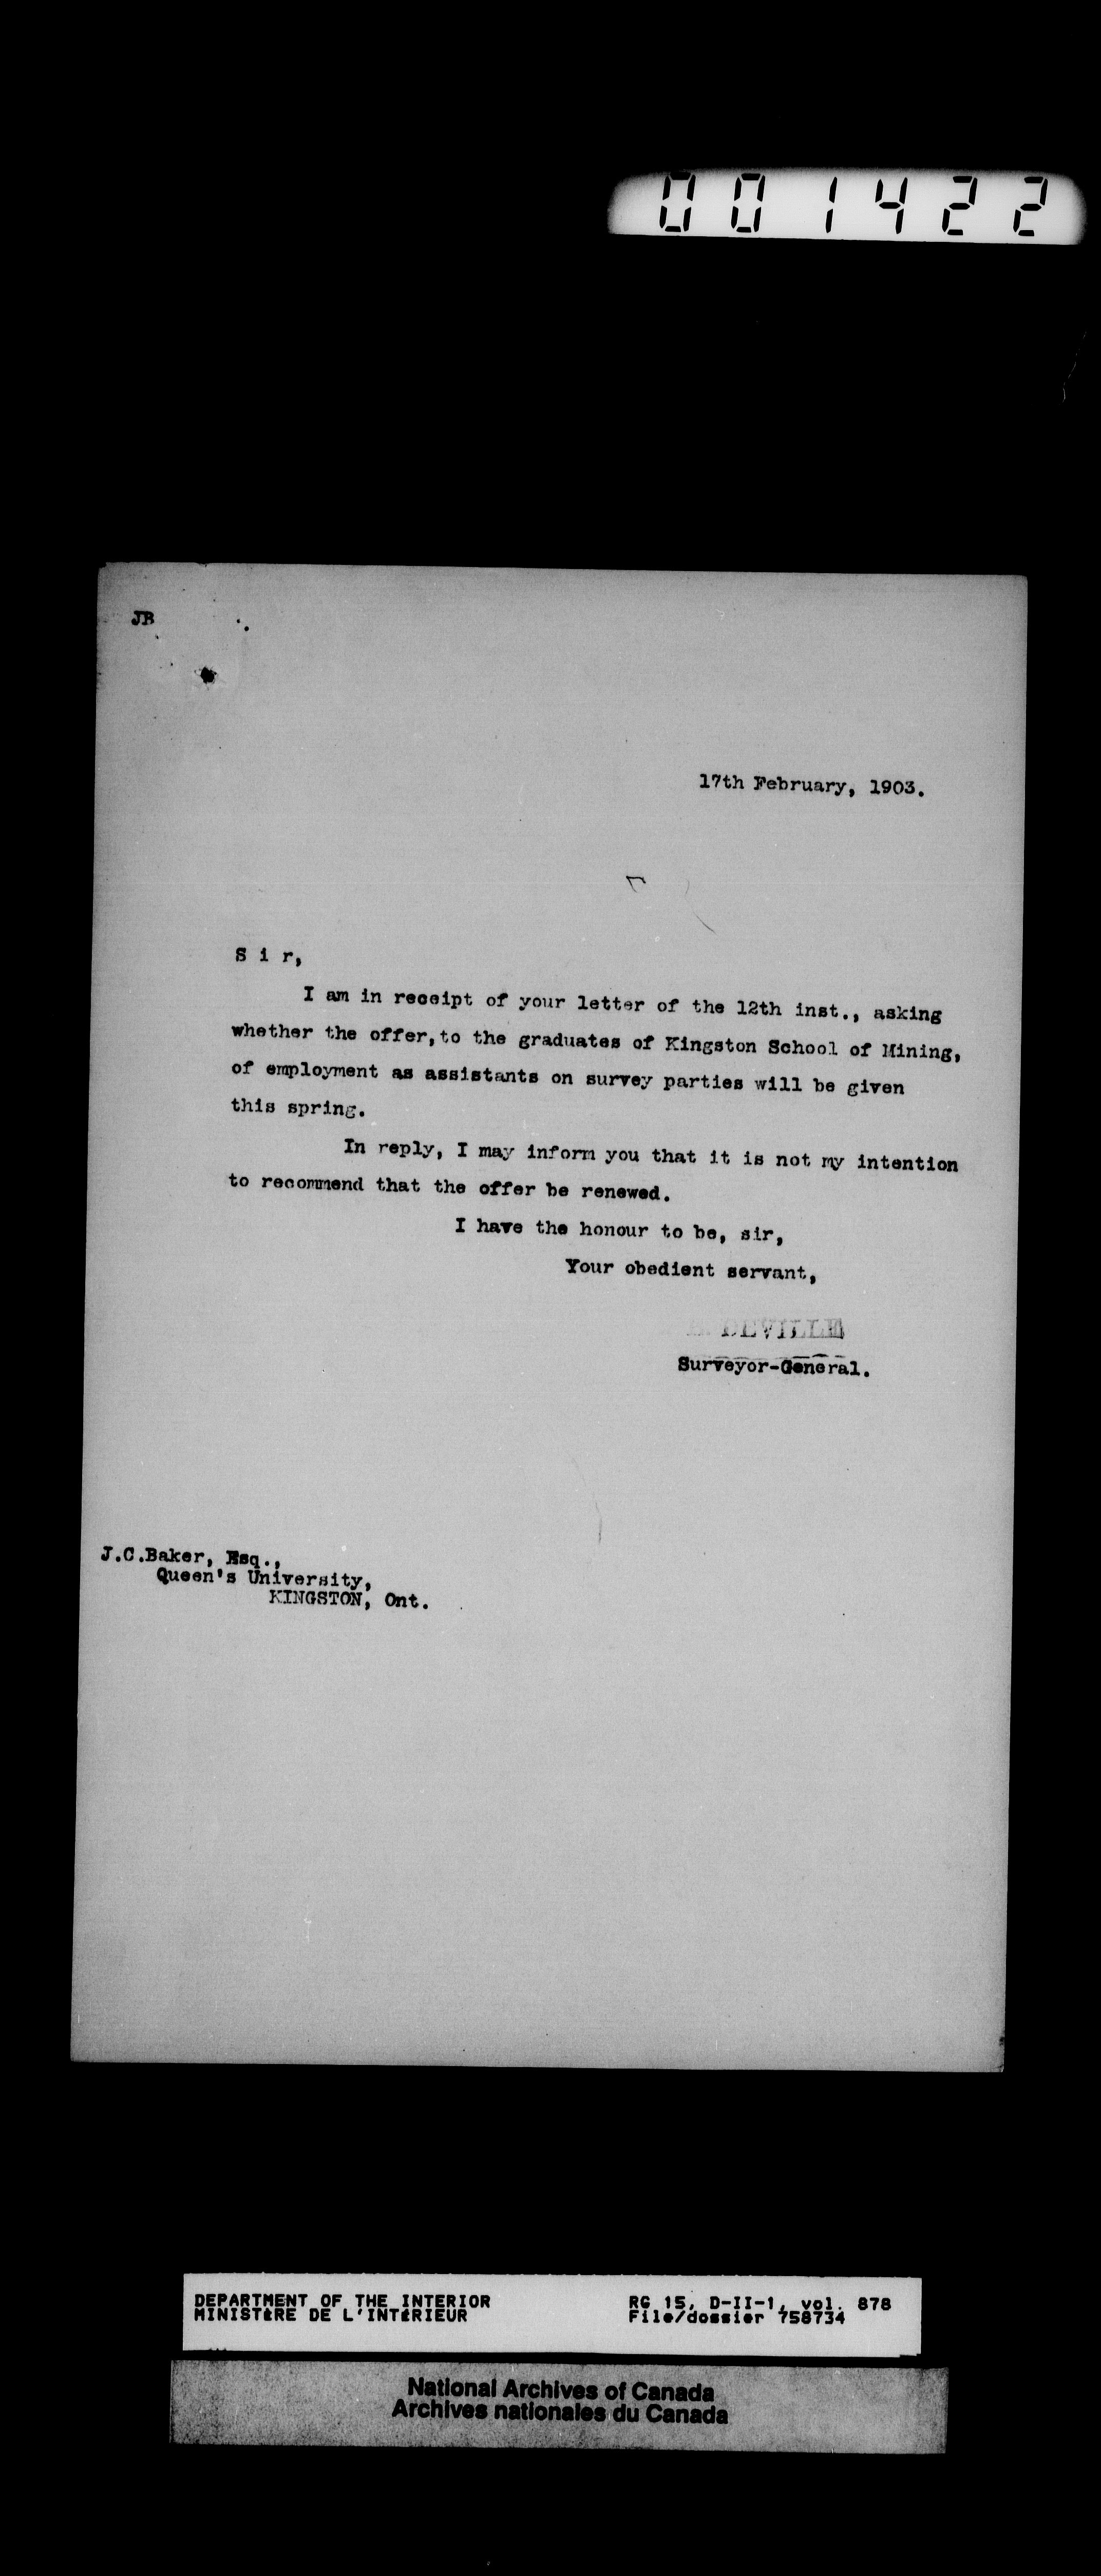 001422
JB
17th February, 1903.
S i r,
I am in receipt of your letter of the 12th inst., asking
whether the offer,to the graduates of Kingston School of Mining,
of employment as assistants on survey parties will be given
this spring.
In reply, I may inform you that it is not my intention
to recommend that the offer be renewed.
I have the honour to be, sir,
Your obedient servant,
DEVILLE
Surveyor-General.
J.C.Baker, Esq.,
Queen's University,
KINGSTON, Ont.
DEPARTMENT OF THE INTERIOR
MINISTÈRE DE L'INTÉRIEUR
RG 15, D-II-1, vol. 878
File/dossier 758734
National Archives of Canada
Archives nationales du Canada